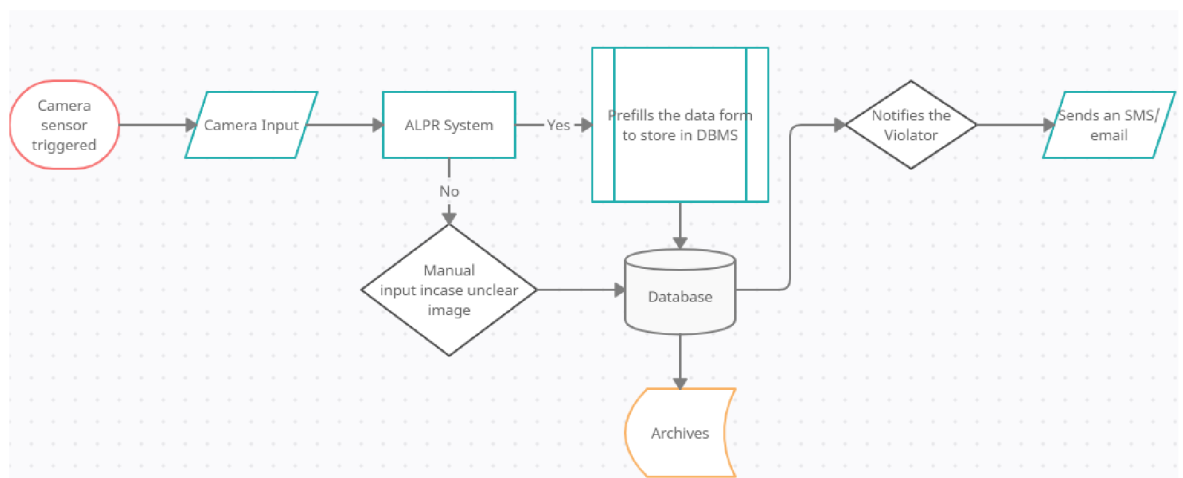 Camera
sensor
triggered
Camera Input
ALPR System
Yes
Prefills the data form
to store in DBMS
Notifies the
Violator
Sends an SMS/
email
No
Manual
input incase unclear
image
Database
Archives